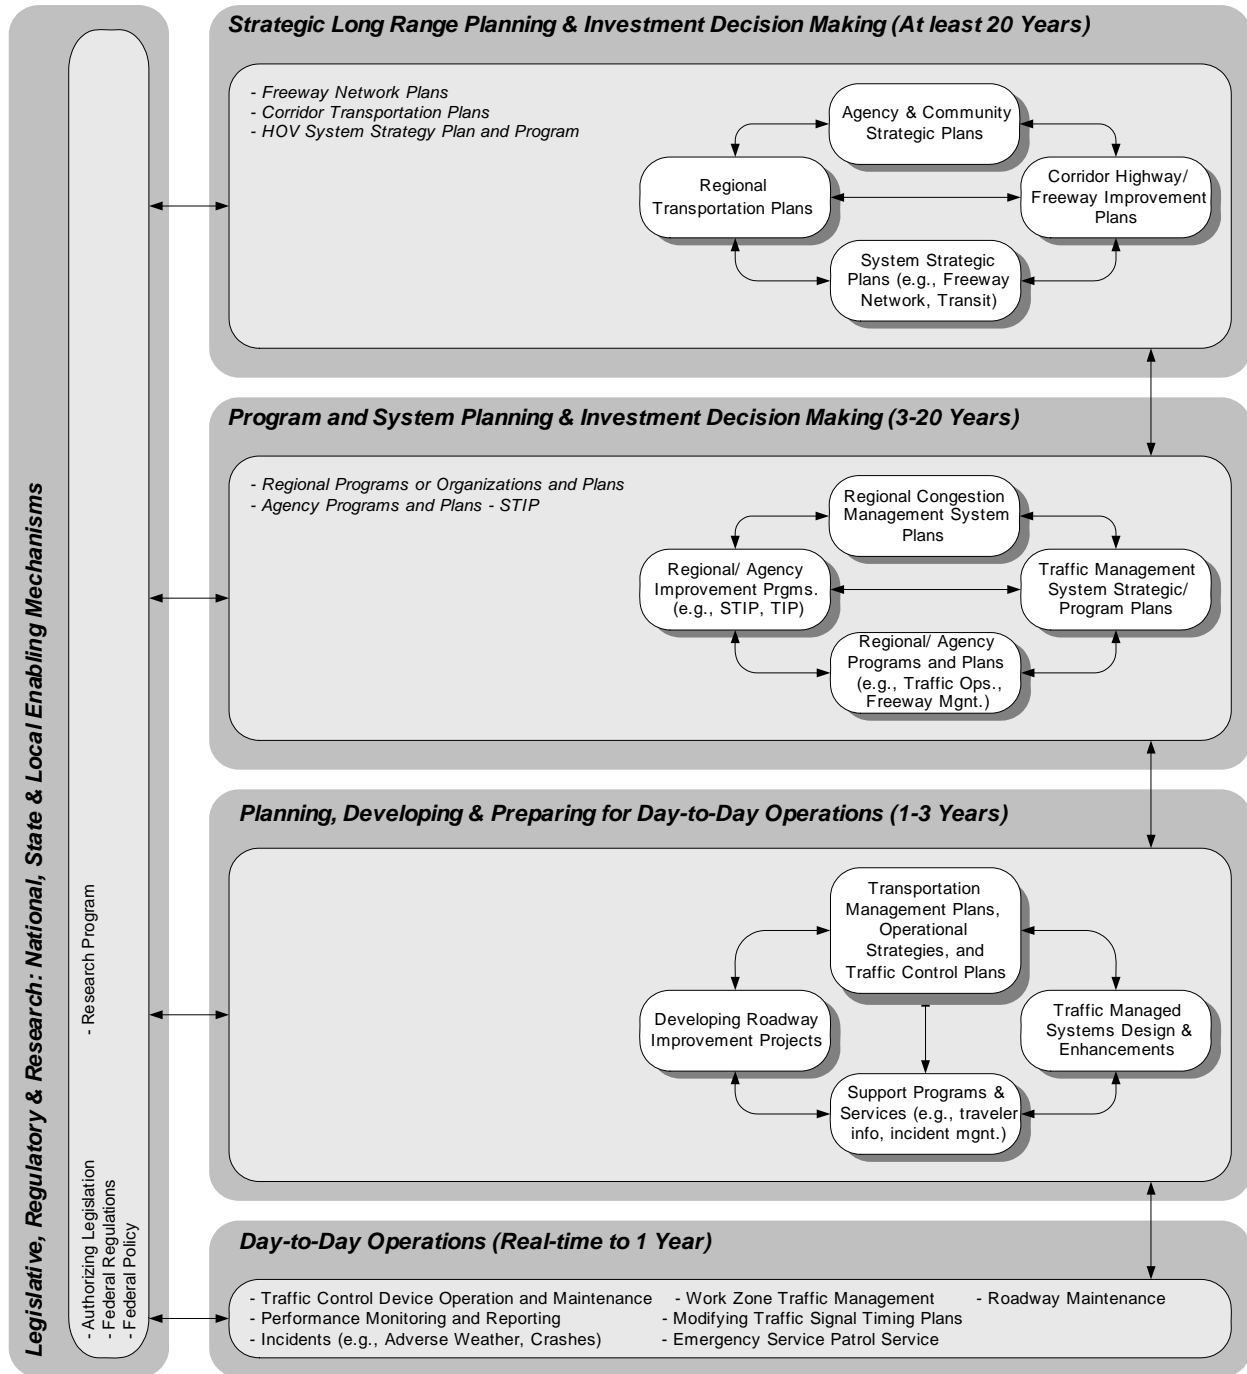 Legislative, Regulatory & Research: National, State & Local Enabling Mechanisms
- Authorizing Legislation
- Federal Regulations
- Federal Policy
- Research Program
Strategic Long Range Planning & Investment Decision Making (At least 20 Years)
- Freeway Network Plans
- Corridor Transportation Plans
- HOV System Strategy Plan and Program
Agency & Community
Strategic Plans
Regional
Transportation Plans
Corridor Highway/
Freeway Improvement
Plans
System Strategic
Plans (e.g., Freeway
Network, Transit)
Program and System Planning & Investment Decision Making (3-20 Years)
- Regional Programs or Organizations and Plans
- Agency Programs and Plans - STIP
Regional Congestion
Management System
Plans
Regional/ Agency
Improvement Prgms.
(e.g., STIP, TIP)
Traffic Management
System Strategic/
Program Plans
Regional/ Agency
Programs and Plans
(e.g., Traffic Ops.,
Freeway Mgnt.)
Planning, Developing & Preparing for Day-to-Day Operations (1-3 Years)
Transportation
Management Plans,
Operational
Strategies, and
Traffic Control Plans
Developing Roadway
Improvement Projects
Traffic Managed
Systems Design &
Enhancements
Support Programs &
Services (e.g., traveler
info, incident mgnt.)
Day-to-Day Operations (Real-time to 1 Year)
- Traffic Control Device Operation and Maintenance
- Performance Monitoring and Reporting
- Incidents (e.g., Adverse Weather, Crashes)
- Work Zone Traffic Management
- Modifying Traffic Signal Timing Plans
- Emergency Service Patrol Service
- Roadway Maintenance